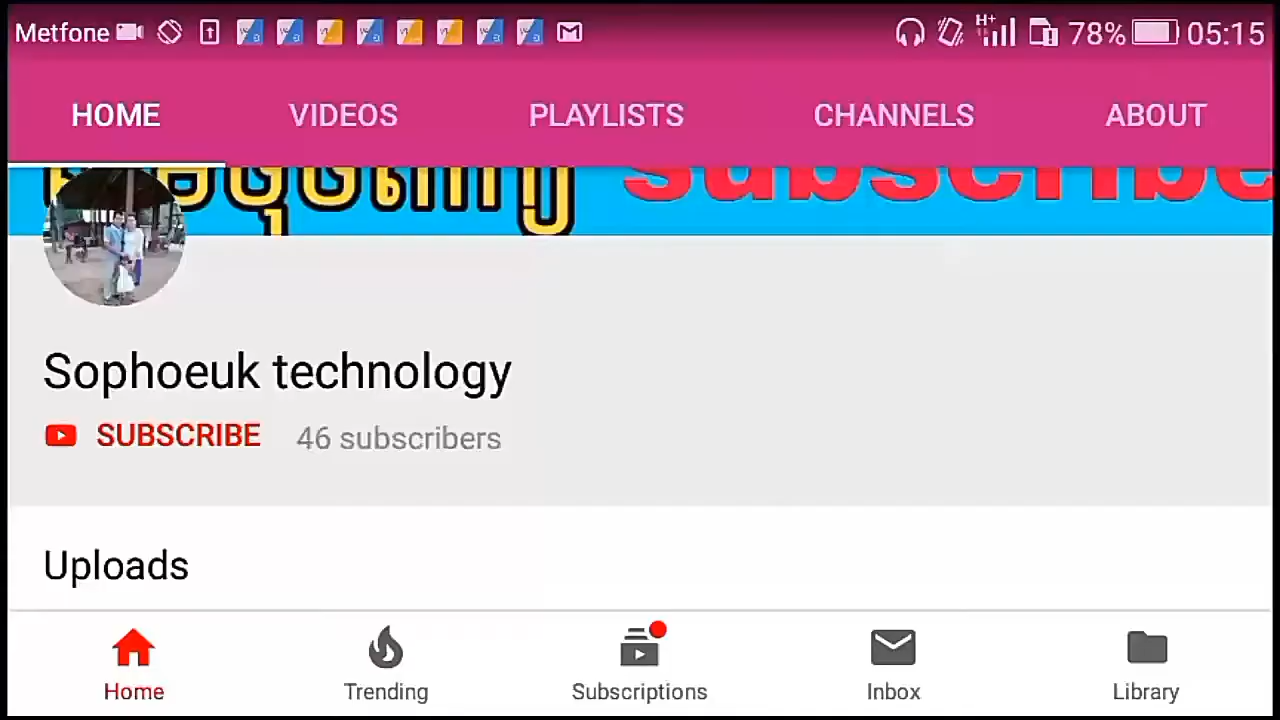 Metfone 78% 05:15
HOME VIDEOS PLAYLISTS CHANNELS ABOUT
subscribe
Sophoeuk technology
SUBSCRIBE 46 subscribers
Uploads
Home Trending Subscriptions Inbox Library